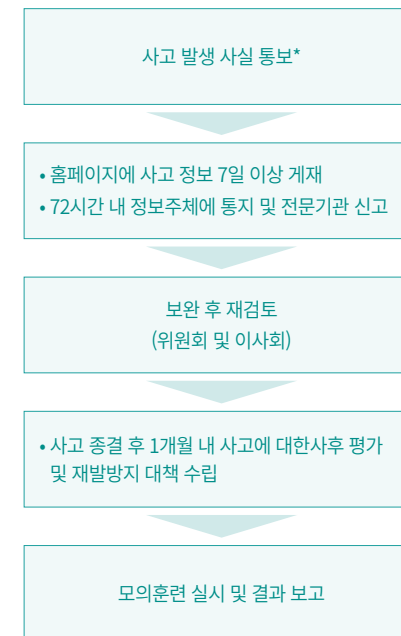 사고 발생 사실 통보*
• 홈페이지에 사고 정보 7일 이상 게재
• 72시간 내 정보주체에 통지 및 전문기관 신고
보완 후 재검토
(위원회 및 이사회)
• 사고 종결 후 1개월 내 사고에 대한사후 평가
및 재발방지 대책 수립
모의훈련 실시 및 결과 보고